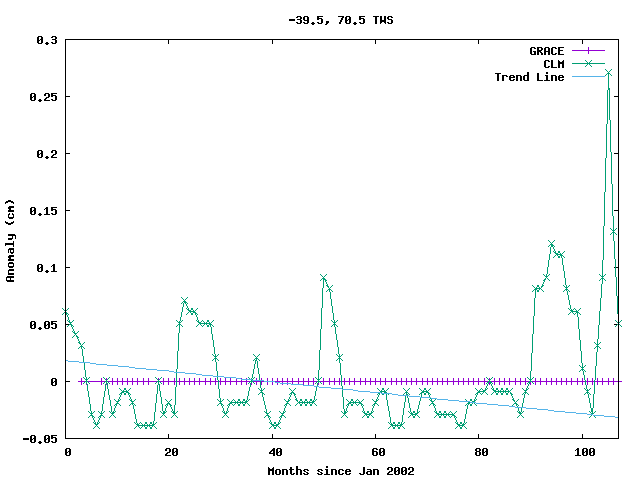 -39.5, 70.5 TWS
GRACE
CLM
Trend Line
0.3
0.25
0.2
0.15
0.1
0.05
0
-0.05
Anomaly (cm)
0 20 40 60 80 100
Months since Jan 2002